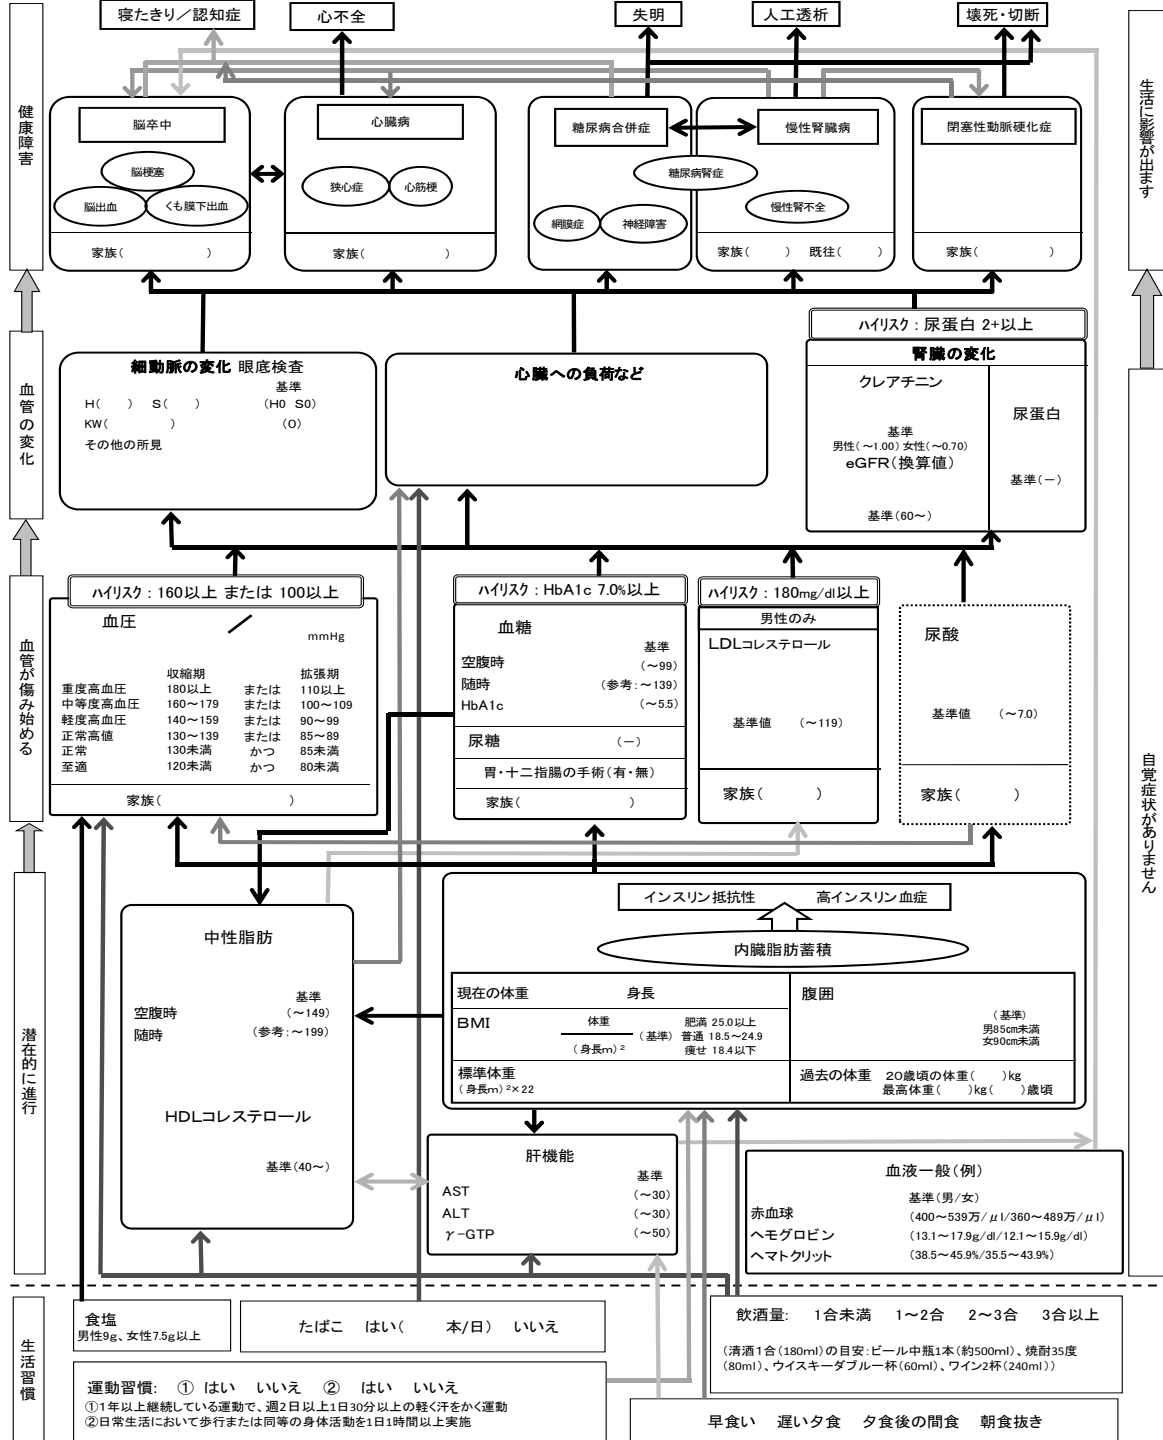 寝たきり／認知症
心不全
失明
人工透析
壊死・切断
健康障害
生活に影響が出ます
脳卒中
脳梗塞
脳出血
くも膜下出血
家族(　　　　　)
心臓病
狭心症
心筋梗
家族(　　　　　)
糖尿病合併症
糖尿病腎症
網膜症
神経障害
慢性腎臓病
慢性腎不全
家族(　　　)　既往(　　　)
閉塞性動脈硬化症
家族(　　　　　)
血管の変化
細動脈の変化 眼底検査
基準
H(　　)　S(　　)　(H0 S0)
KW(　　　　)　(0)
その他の所見
心臓への負荷など
ハイリスク：尿蛋白 2+以上
腎臓の変化
クレアチニン
基準
男性(～1.00) 女性(～0.70)
eGFR(換算値)
基準(60～)
尿蛋白
基準(－)
血管が傷み始める
自覚症状がありません
ハイリスク：160以上 または 100以上
血圧　／　mmHg
収縮期　拡張期
重度高血圧　180以上　または　110以上
中等度高血圧　160～179　または　100～109
軽度高血圧　140～159　または　90～99
正常高値　130～139　または　85～89
正常　130未満　かつ　85未満
至適　120未満　かつ　80未満
家族(　　　　　　　　)
ハイリスク：HbA1c 7.0%以上
血糖
基準
空腹時　(～99)
随時　(参考：～139)
HbA1c　(～5.5)
尿糖　(－)
胃・十二指腸の手術(有・無)
家族(　　　　　　)
ハイリスク：180mg/dl以上
男性のみ
LDLコレステロール
基準値　(～119)
家族(　　　)
尿酸
基準値　(～7.0)
家族(　　　)
潜在的に進行
中性脂肪
基準
空腹時　(～149)
随時　(参考：～199)
HDLコレステロール
基準(40～)
インスリン抵抗性　高インスリン血症
内臓脂肪蓄積
現在の体重　身長
BMI　体重　(身長m)²　(基準)　肥満 25.0以上
普通 18.5～24.9
痩せ 18.4以下
標準体重
(身長m)²×22
腹囲
(基準)
男85cm未満
女90cm未満
過去の体重　20歳頃の体重(　　)kg
最高体重(　　)kg(　　)歳頃
肝機能
基準
AST　(～30)
ALT　(～30)
γ-GTP　(～50)
血液一般(例)
基準(男/女)
赤血球　(400～539万/μl/360～489万/μl)
ヘモグロビン　(13.1～17.9g/dl/12.1～15.9g/dl)
ヘマトクリット　(38.5～45.9%/35.5～43.9%)
生活習慣
食塩
男性9g、女性7.5g以上
たばこ　はい(　　本/日)　いいえ
飲酒量:　1合未満　1～2合　2～3合　3合以上
(清酒1合(180ml)の目安:ビール中瓶1本(約500ml)、焼酎35度
(80ml)、ウイスキーダブル一杯(60ml)、ワイン2杯(240ml))
運動習慣:　①　はい　いいえ　②　はい　いいえ
①1年以上継続している運動で、週2日以上1日30分以上の軽く汗をかく運動
②日常生活において歩行または同等の身体活動を1日1時間以上実施
早食い　遅い夕食　夕食後の間食　朝食抜き